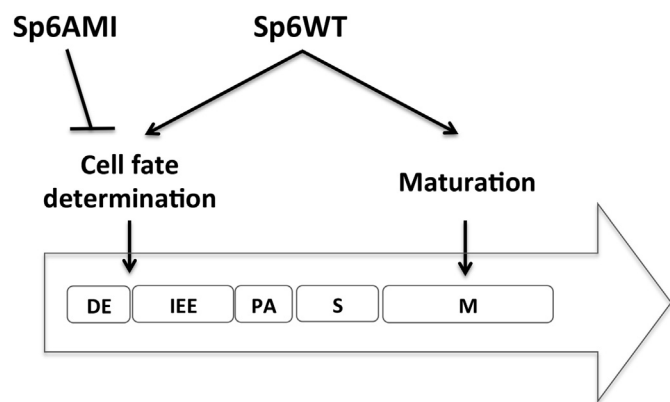 Sp6AMI
Sp6WT
Cell fate
determination
Maturation
DE
IEE
PA
S
M